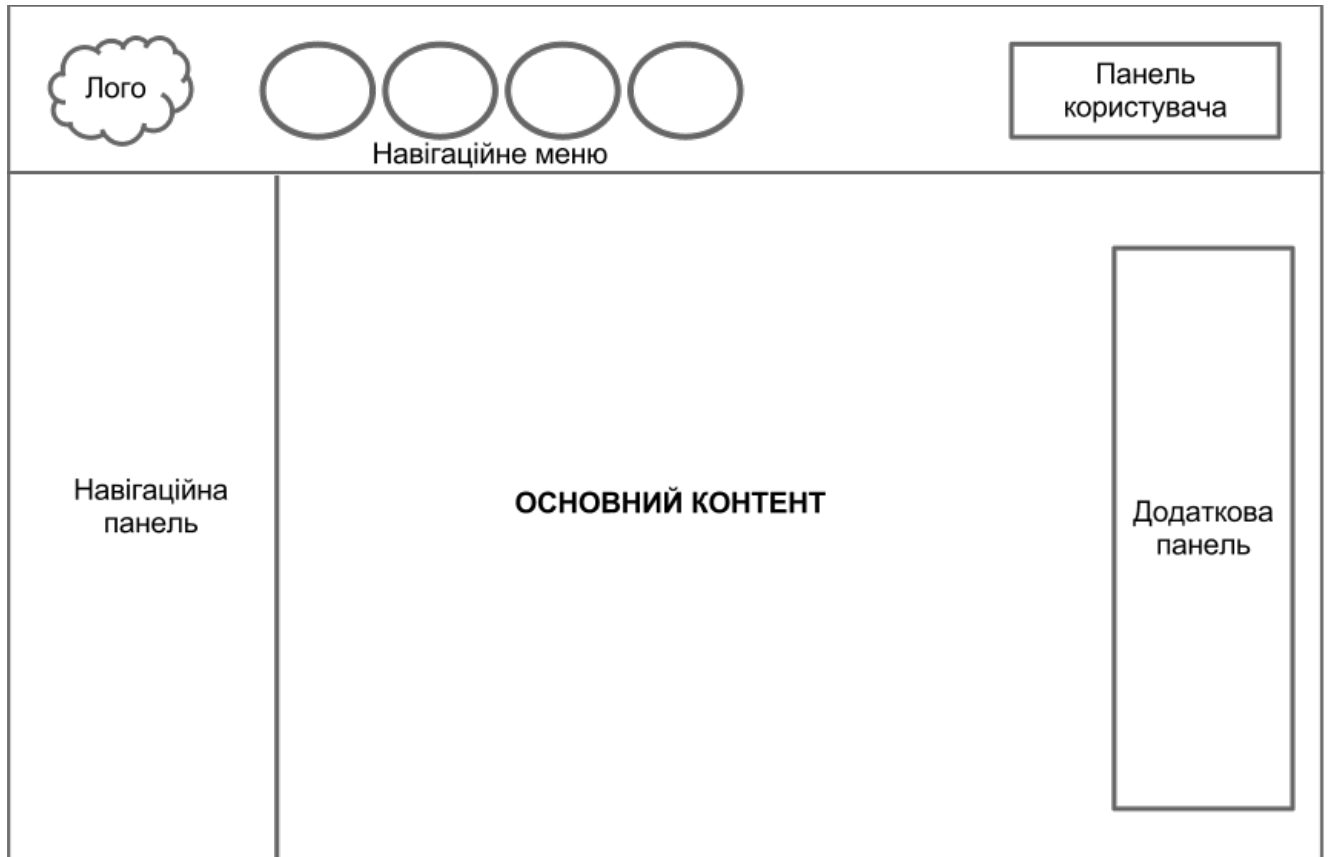 Лого
Навігаційне меню
Панель
користувача
Навігаційна
панель
ОСНОВНИЙ КОНТЕНТ
Додаткова
панель